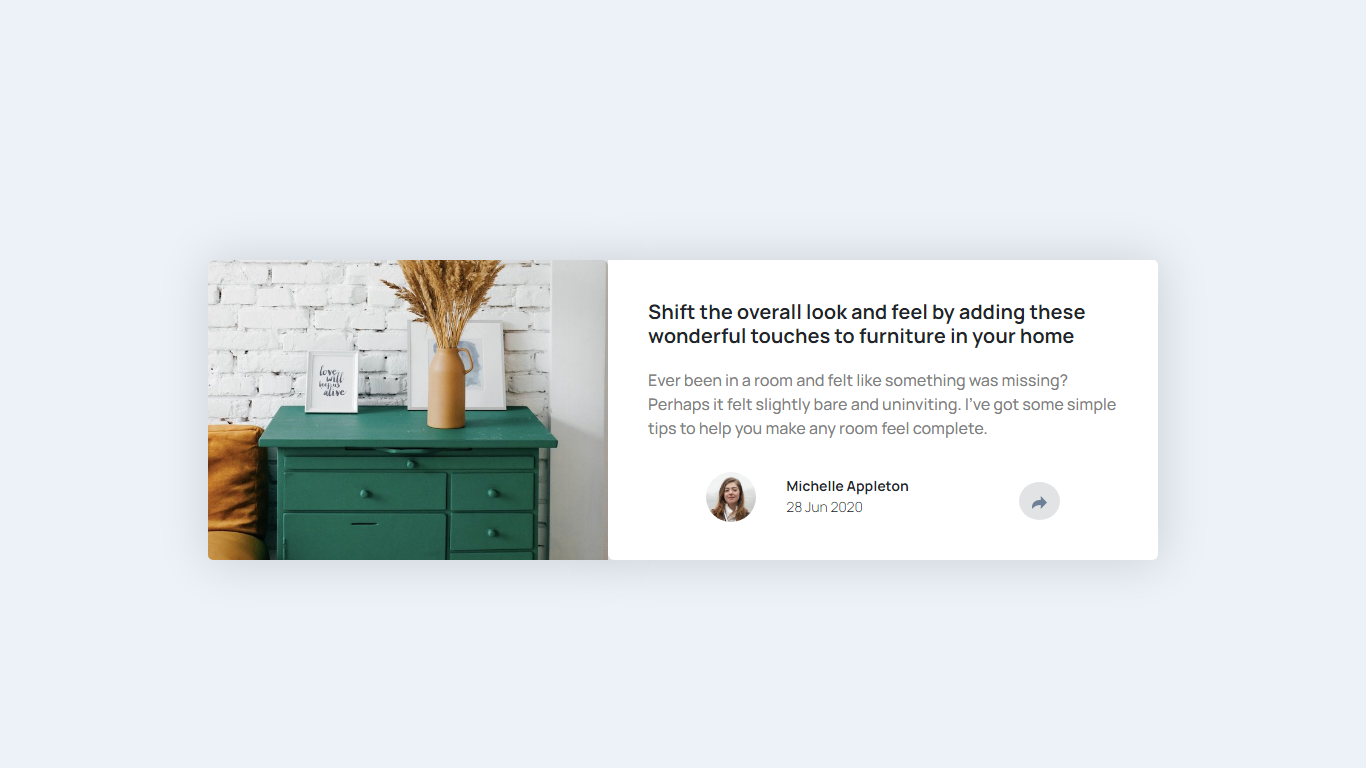 love
will
keep us
alive
Shift the overall look and feel by adding these
wonderful touches to furniture in your home
Ever been in a room and felt like something was missing?
Perhaps it felt slightly bare and uninviting. I've got some simple
tips to help you make any room feel complete.
Michelle Appleton
28 Jun 2020